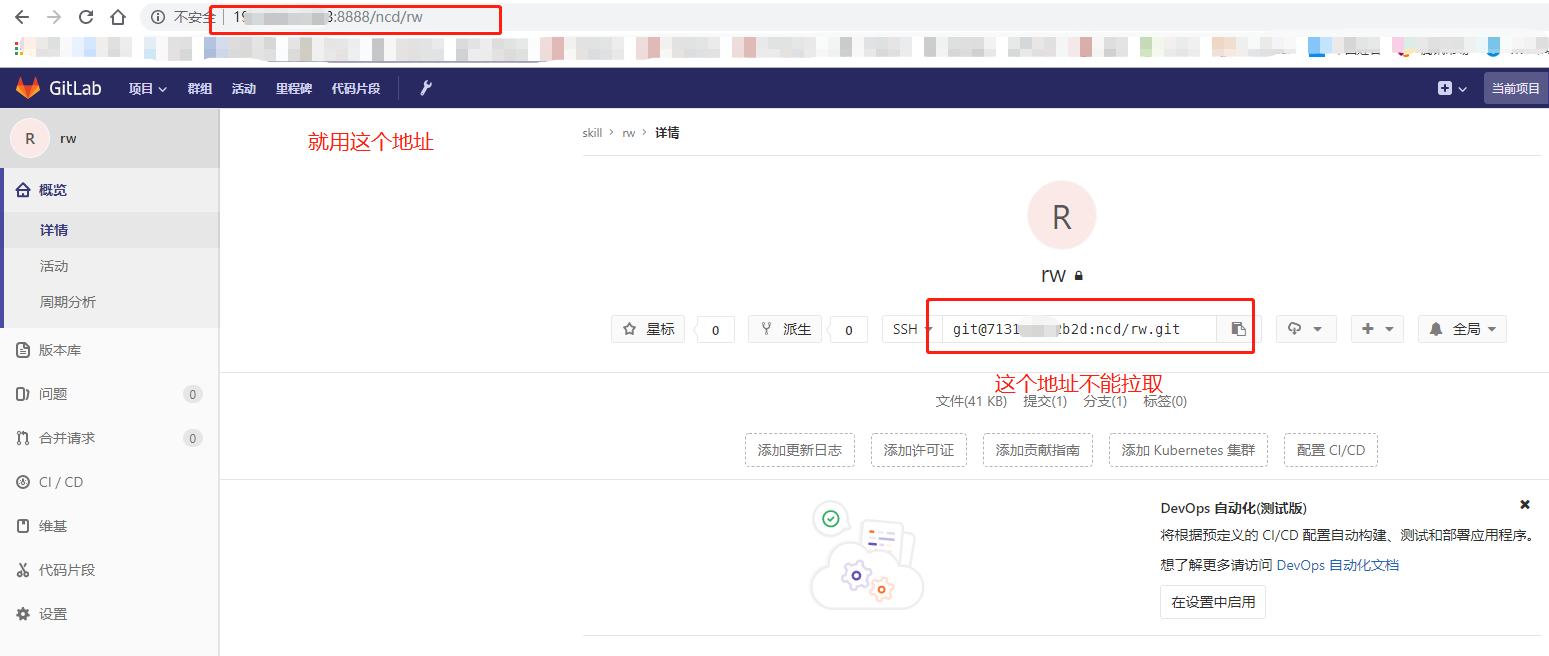 不安全 19 3:8888/ncd/rw
GitLab 项目 群组 活动 里程碑 代码片段 当前项目
R rw
就用这个地址
skill › rw › 详情
概览
详情
活动
周期分析
版本库
问题 0
合并请求 0
CI / CD
维基
代码片段
设置
R
rw
星标 0 派生 0 SSH git@7131 2b2d:ncd/rw.git 全局
这个地址不能拉取
文件(41 KB) 提交(1) 分支(1) 标签(0)
添加更新日志 添加许可证 添加贡献指南 添加 Kubernetes 集群 配置 CI/CD
DevOps 自动化(测试版)
将根据预定义的 CI/CD 配置自动构建、测试和部署应用程序。
想了解更多请访问 DevOps 自动化文档
在设置中启用